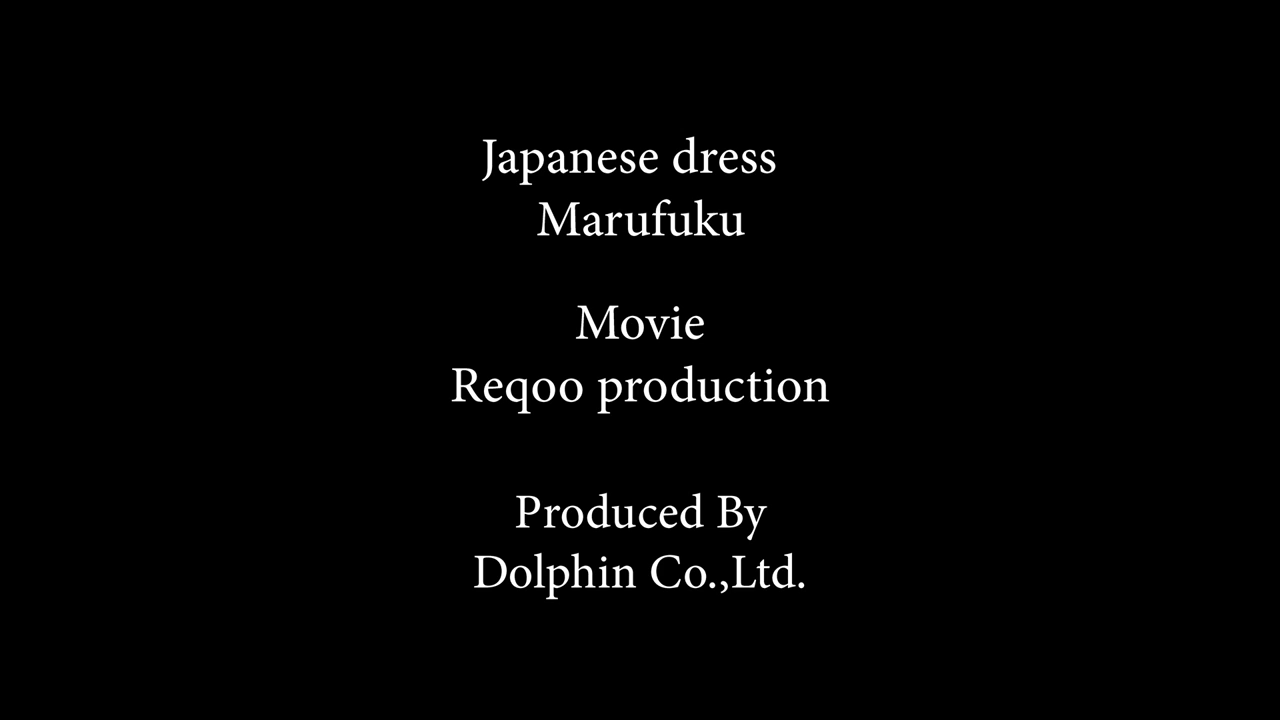 Japanese dress
Marufuku
Movie
Reqoo production
Produced By
Dolphin Co.,Ltd.